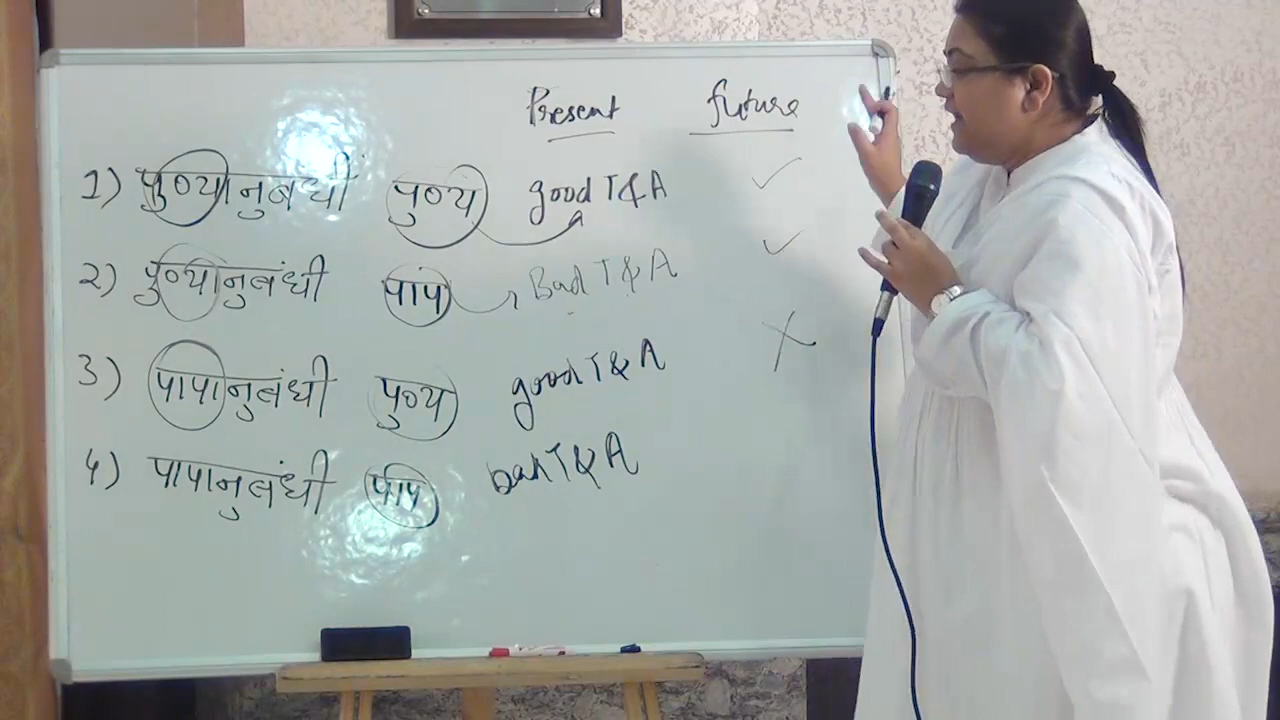 Present future
1) पुण्यानुबंधी पुण्य good T&A ✓
2) पुण्यानुबंधी पाप Bad T&A ✓
3) पापानुबंधी पुण्य good T&A X
4) पापानुबंधी पाप bad T&A